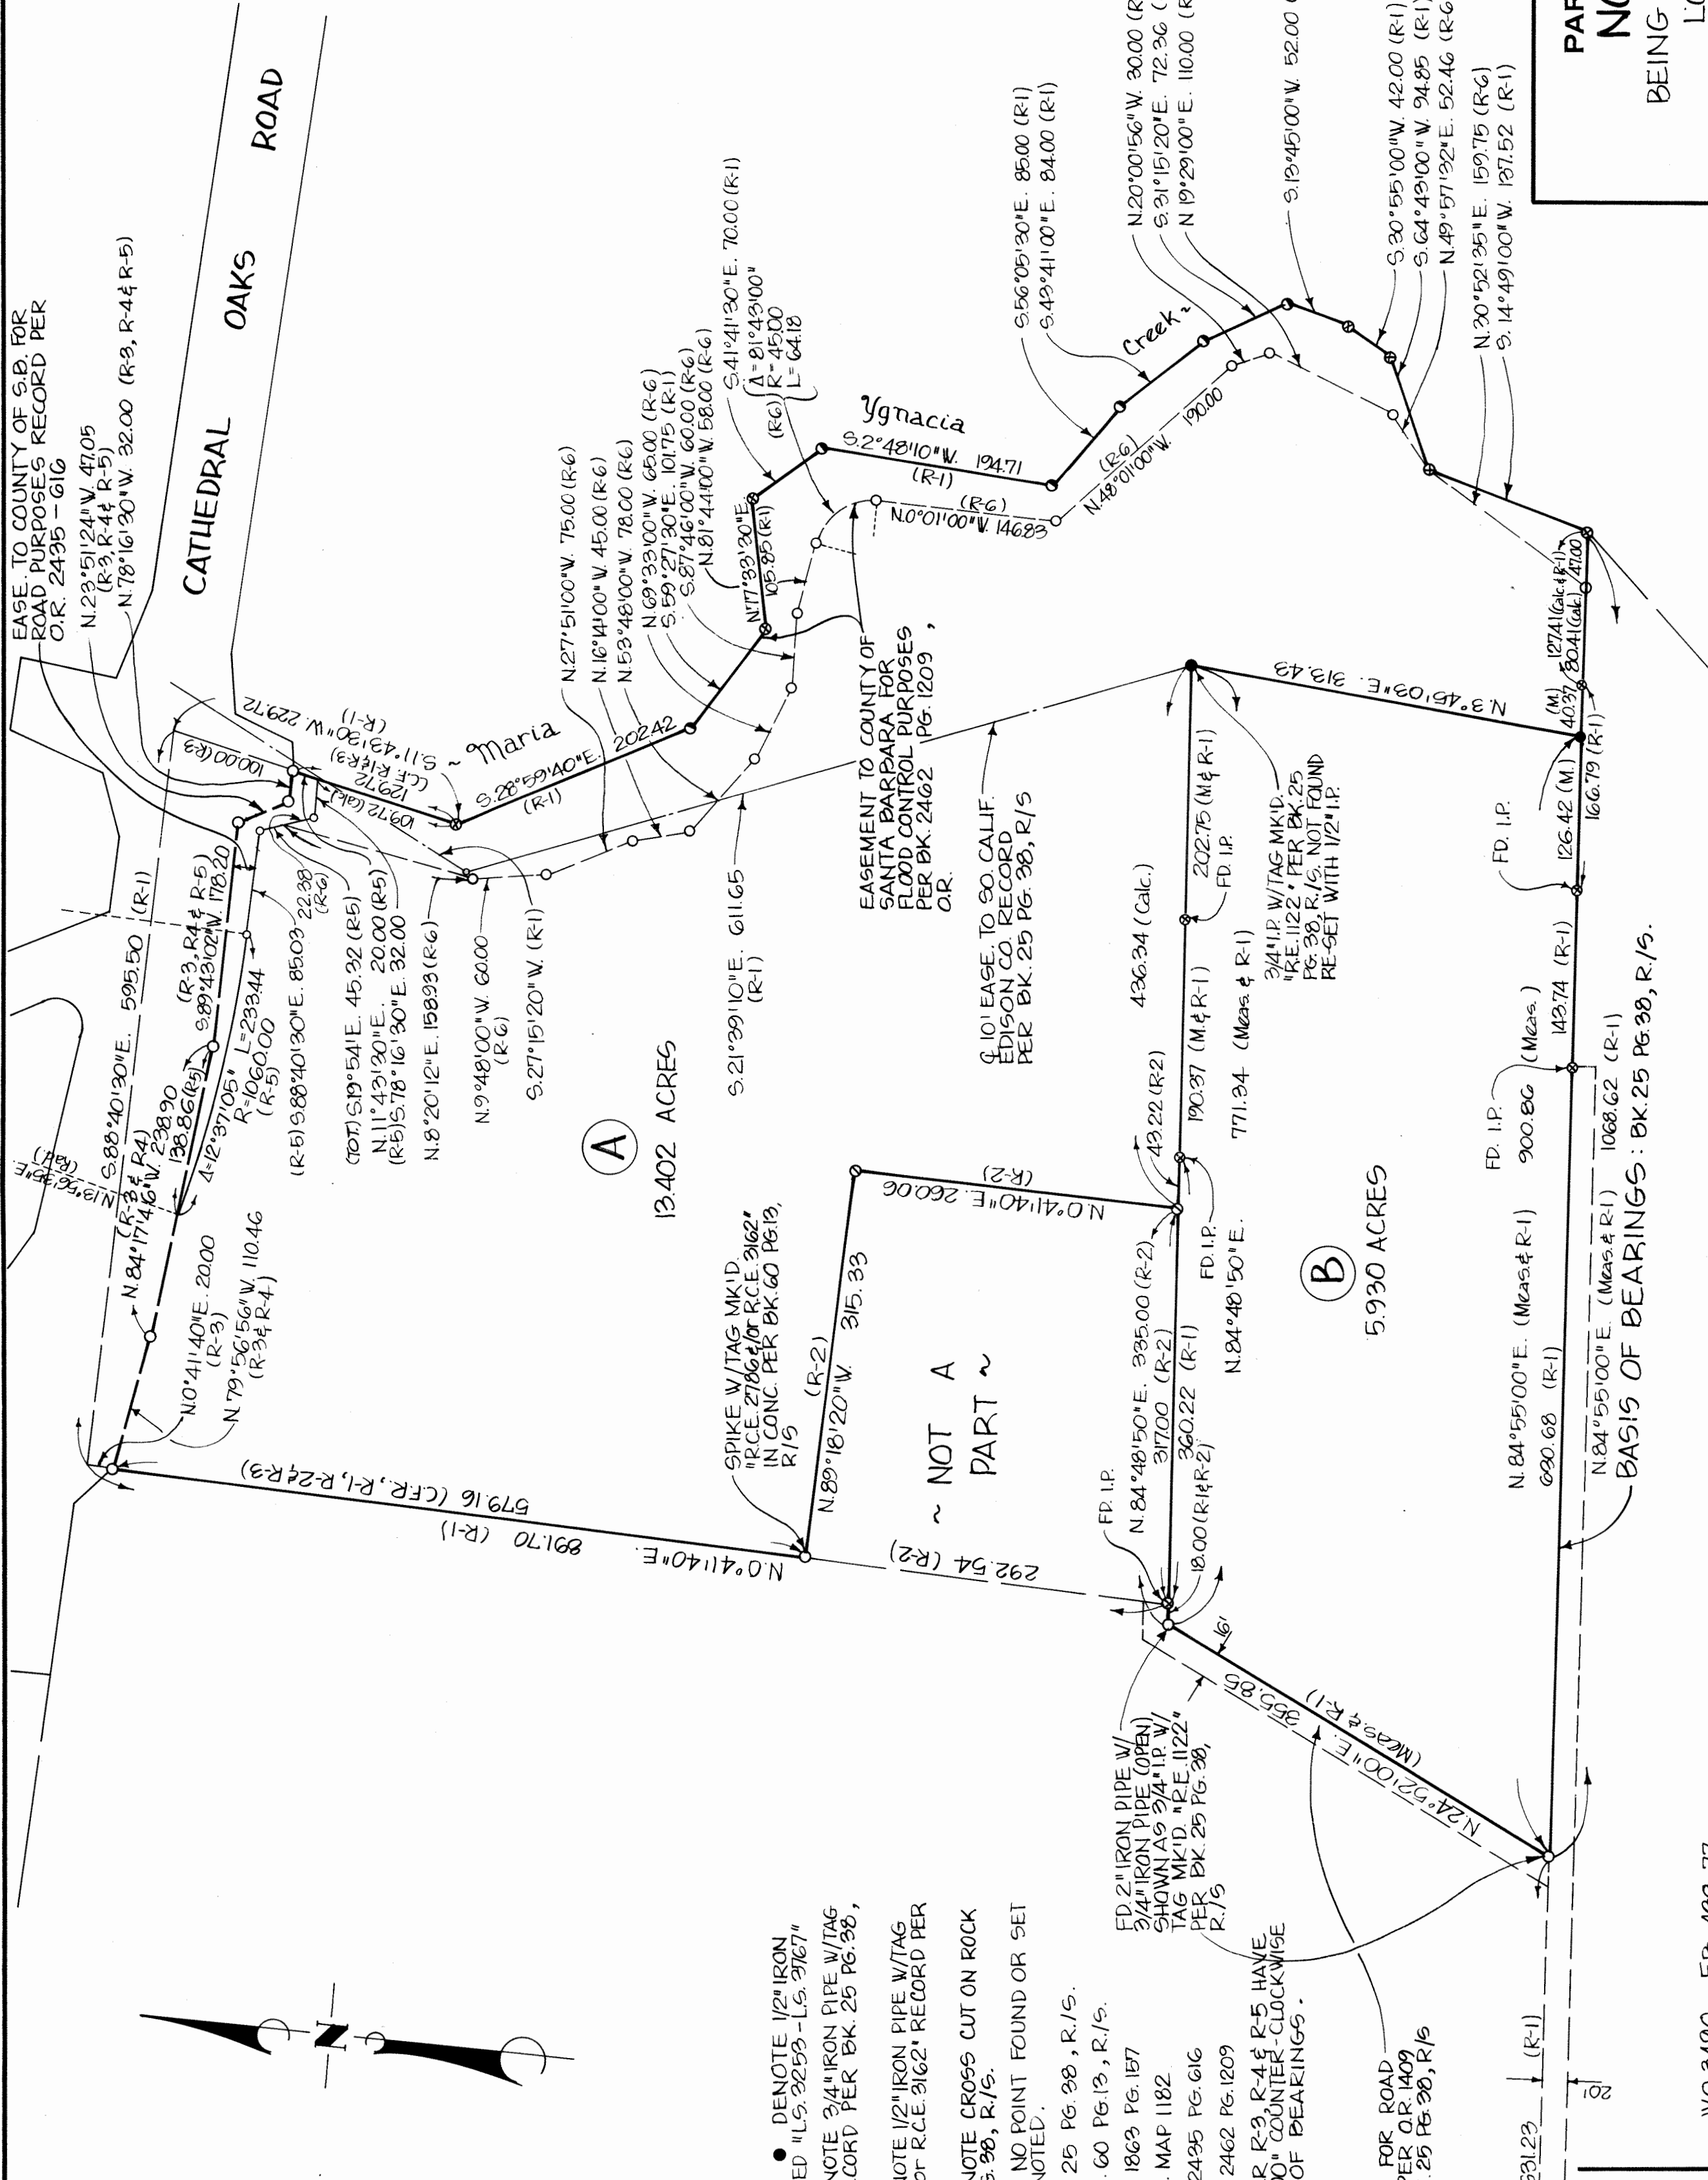 EASE. TO COUNTY OF S.B. FOR
ROAD PURPOSES RECORD PER
O.R. 2435-616
N.23°51'24"W. 47.05
(R-3, R-4 & R-5)
N.78°16'30"W. 32.00 (R-3, R-4 & R-5)
CATHEDRAL OAKS ROAD
S.11°43'30"W. 229.72
(R-1)
100.00 (R-3
129.72
(C.F. R-1 & R-3)
109.72 (Calc)
S.88°40'30"E. 595.50 (R-1)
N.13°56'35"E.
(Rad.)
(R-3 & R4)
N.84°17'46"W. 238.90
138.86 (R5)
(R-3, R4 & R-5)
S.89°43'02"W. 178.20
Δ=12°37'05" L=233.44
R=1060.00
(R-5)
(R-5) S.88°40'30"E. 85.03
22.38
(R-6)
(TOT.) S.19°54'E. 45.32 (R5)
N.11°43'30"E. 20.00 (R5)
(R-5) S.78°16'30"E. 32.00
N.8°20'12"E. 158.93 (R-6)
N.9°48'00"W. 60.00
(R-6)
S.27°15'20"W. (R-1)
N.0°41'40"E. 20.00
(R-3)
N.79°56'56"W. 110.46
(R-3 & R-4)
~ Maria
S.28°59'40"E. 202.42
(R-1)
N.27°51'00"W. 75.00 (R-6)
N.16°14'00"W. 45.00 (R-6)
N.53°48'00"W. 78.00 (R-6)
N.69°33'00"W. 65.00 (R-6)
S.59°27'30"E. 101.75 (R-1)
S.87°46'00"W. 60.00 (R-6)
N.81°44'00"W. 58.00 (R-6)
N.77°33'30"E.
105.85 (R-1)
S.41°41'30"E. 70.00 (R-1)
(R-6) Δ=81°43'00"
R=45.00
L=64.18
Ygnacia
S.2°48'10"W. 194.71
(R-1)
(R-6)
N.0°01'00"W. 146.83
Creek ~
S.56°05'30"E. 85.00 (R-1)
S.43°41'00"E. 84.00 (R-1)
(R-6)
N.48°01'00"W. 190.00
N.20°00'56"W. 30.00 (R
S.31°15'20"E. 72.36 (
N 19°29'00"E. 110.00 (R
S.13°45'00"W. 52.00 (
S.30°55'00"W. 42.00 (R-1)
S.64°43'00"W. 94.85 (R-1)
N.49°57'32"E. 52.46 (R-6
N.30°52'35"E. 159.75 (R-6)
S.14°49'00"W. 137.52 (R-1)
EASEMENT TO COUNTY OF
SANTA BARBARA FOR
FLOOD CONTROL PURPOSES
PER BK. 2462 PG. 1209,
O.R.
S.21°39'10"E. 611.65
(R-1)
℄ 10' EASE. TO SO. CALIF.
EDISON CO. RECORD
PER BK. 25 PG. 38, R/S
A
13.402 ACRES
579.16 (C.F.R., R-1, R-2 & R-3)
N.0°41'40"E. 891.70 (R-1)
SPIKE W/TAG MK'D.
"R.C.E. 2786 &/or R.C.E. 3162"
IN CONC. PER BK. 60 PG. 13,
R/S
(R-2)
N.89°18'20"W. 315.33
N.0°41'40"E. 260.06
(R-2)
292.54 (R-2)
~ NOT A
PART ~
FD. I.P.
N.84°48'50"E. 335.00 (R-2)
317.00 (R-2)
360.22 (R-1)
18.00 (R-1 & R-2)
43.22 (R-2)
436.34 (Calc.)
190.37 (M. & R-1)
202.75 (M & R-1)
FD. I.P.
FD. I.P.
N.84°48'50"E. 771.34 (Meas & R-1)
3/4" I.P. W/TAG MK'D.
"R.E. 1122" PER BK. 25
PG. 38, R./S. NOT FOUND
RE-SET WITH 1/2" I.P.
N.3°45'03"E. 313.43
B
5.930 ACRES
16'
N.24°52'00"E. 355.85
(Meas. & R-1)
FD. 2" IRON PIPE W/
3/4" IRON PIPE (OPEN)
SHOWN AS 3/4" I.P. W/
TAG MK'D. "R.E. 1122"
PER BK. 25 PG. 38,
R./S
N.84°55'00"E. (Meas. & R-1) 900.86 (Meas.)
630.68 (R-1)
FD. I.P.
143.74 (R-1)
FD. I.P.
126.42 (M.)
166.79 (R-1)
(M)
40.37
127.41 (Calc. & R-1)
80.41 (Calc.)
47.00
N.84°55'00"E. (Meas. & R-1) 1068.62 (R-1)
BASIS OF BEARINGS: BK. 25 PG. 38, R./S.
N
● DENOTE 1/2" IRON
ED "L.S. 3253 - L.S. 3767"
NOTE 3/4" IRON PIPE W/TAG
CORD PER BK. 25 PG. 38,
NOTE 1/2" IRON PIPE W/TAG
or R.C.E. 3162" RECORD PER
NOTE CROSS CUT ON ROCK
G. 38, R./S.
NO POINT FOUND OR SET
NOTED.
25 PG. 38, R./S.
60 PG. 13, R./S.
1863 PG. 157
MAP 1182
2435 PG. 616
2462 PG. 1209
R R-3, R-4 & R-5 HAVE
00" COUNTER-CLOCKWISE
OF BEARINGS.
FOR ROAD
PER O.R. 1409
25 PG. 38, R/S
531.23 (R-1)
20'
PAR
NO
BEING
LO